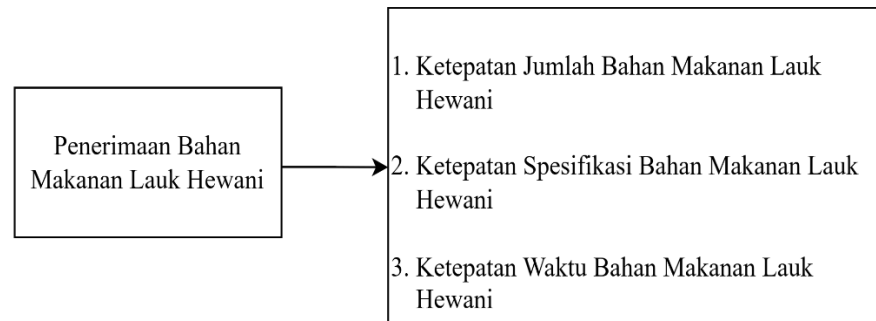 Penerimaan Bahan
Makanan Lauk Hewani
1. Ketepatan Jumlah Bahan Makanan Lauk
Hewani
2. Ketepatan Spesifikasi Bahan Makanan Lauk
Hewani
3. Ketepatan Waktu Bahan Makanan Lauk
Hewani